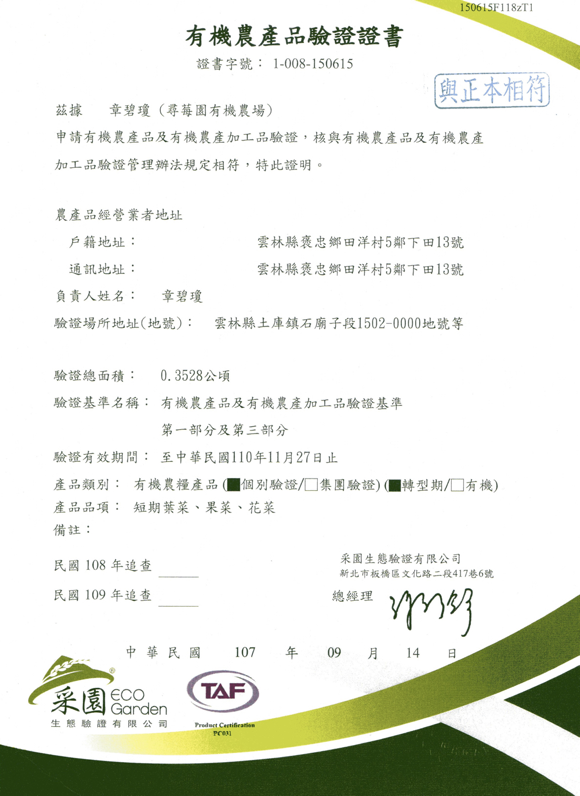 150615F118zT1
有機農產品驗證證書
證書字號： 1-008-150615
與正本相符
茲據 章碧瓊（尋莓園有機農場）
申請有機農產品及有機農產加工品驗證，核與有機農產品及有機農產
加工品驗證管理辦法規定相符，特此證明。
農產品經營業者地址
戶籍地址： 雲林縣褒忠鄉田洋村5鄰下田13號
通訊地址： 雲林縣褒忠鄉田洋村5鄰下田13號
負責人姓名： 章碧瓊
驗證場所地址(地號)： 雲林縣土庫鎮石廟子段1502-0000地號等
驗證總面積： 0.3528公頃
驗證基準名稱： 有機農產品及有機農產加工品驗證基準
第一部分及第三部分
驗證有效期間： 至中華民國110年11月27日止
產品類別： 有機農糧產品(■個別驗證/□集團驗證)(■轉型期/□有機)
產品品項： 短期葉菜、果菜、花菜
備註：
民國 108 年追查
民國 109 年追查
采園生態驗證有限公司
新北市板橋區文化路二段417巷6號
總經理
中華民國 107 年 09 月 14 日
采園 ECO Garden ®
生態驗證有限公司
TAF
Product Certification
PC031